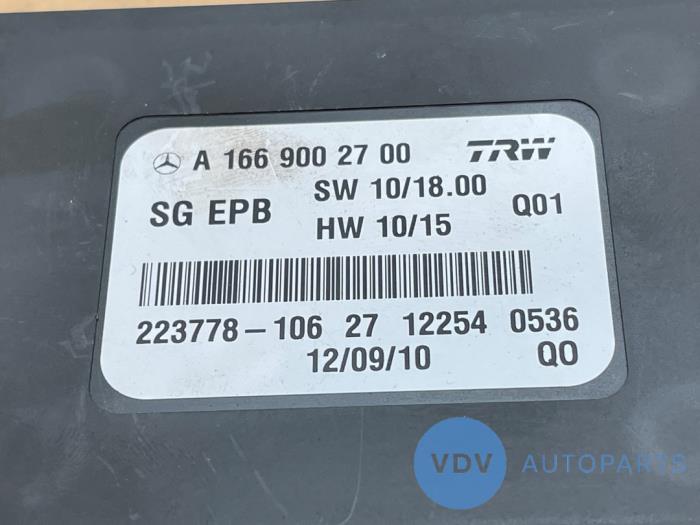 A 166 900 27 00 TRW
SG EPB SW 10/18.00 Q01
HW 10/15
223778-106 27 12254 0536
12/09/10 QO
VDV AUTOPARTS